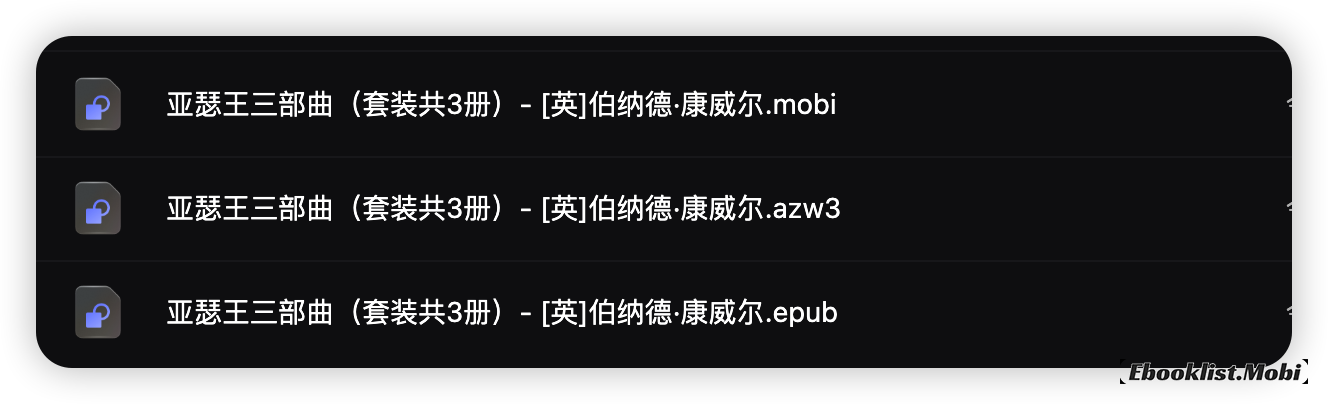 亚瑟王三部曲（套装共3册）- [英]伯纳德·康威尔.mobi
亚瑟王三部曲（套装共3册）- [英]伯纳德·康威尔.azw3
亚瑟王三部曲（套装共3册）- [英]伯纳德·康威尔.epub
Ebooklist.Mobi